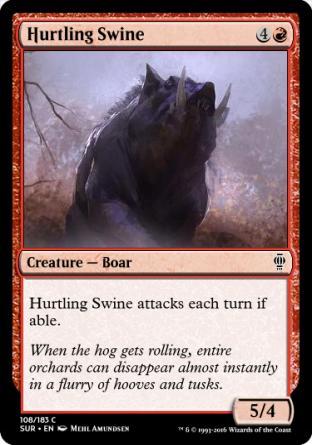 Hurtling Swine 4
Creature — Boar
Hurtling Swine attacks each turn if
able.
When the hog gets rolling, entire
orchards can disappear almost instantly
in a flurry of hooves and tusks.
5/4
108/183 C
SUR • EN Mehl Amundsen
™ & © 1993-2016 Wizards of the Coast